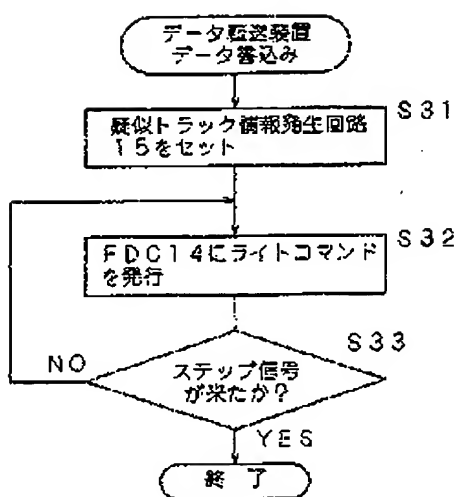 データ転送装置
データ書込み
S31
疑似トラック情報発生回路
15をセット
S32
FDC14にライトコマンド
を発行
S33
NO
ステップ信号
が来たか?
YES
終了